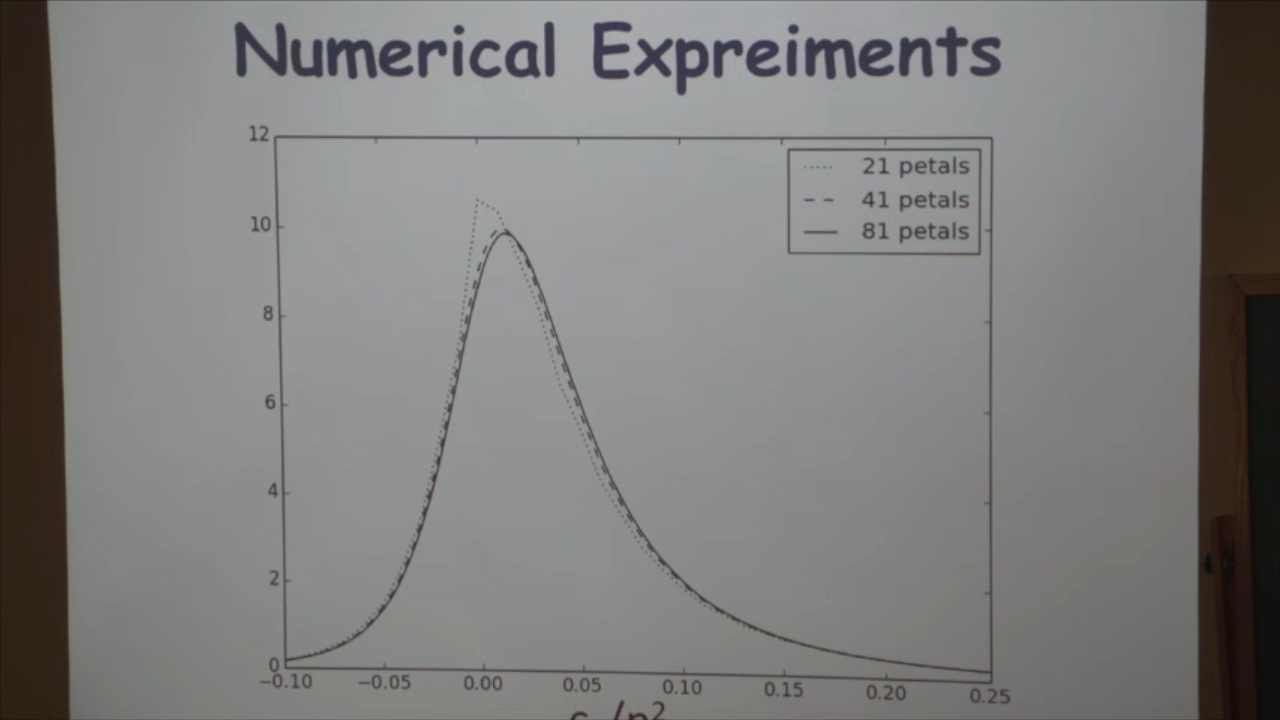 Numerical Expreiments
12
21 petals
41 petals
10
81 petals
8
6
4
2
0
−0.10 −0.05 0.00 0.05 0.10 0.15 0.20 0.25